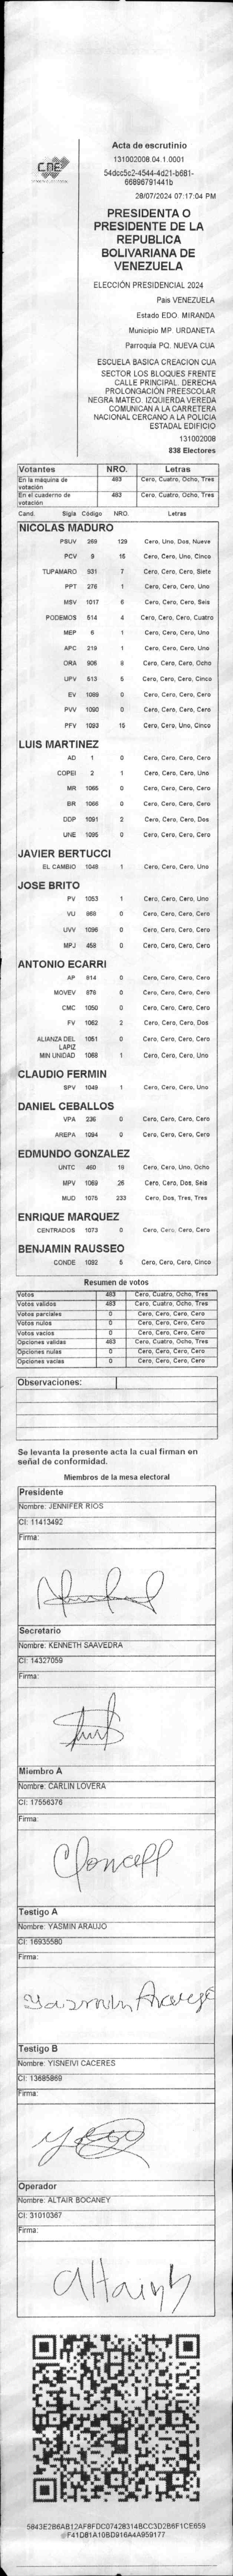 CNE
Acta de escrutinio
131002008.04.1.0001
54dcc5c2-4544-4d21-b681-
66896791441b
28/07/2024 07:17:04 PM
PRESIDENTA O
PRESIDENTE DE LA
REPUBLICA
BOLIVARIANA DE
VENEZUELA
ELECCIÓN PRESIDENCIAL 2024
Pais VENEZUELA
Estado EDO. MIRANDA
Municipio MP. URDANETA
Parroquia PQ. NUEVA CUA
ESCUELA BASICA CREACION CUA
SECTOR LOS BLOQUES FRENTE
CALLE PRINCIPAL. DERECHA
PROLONGACIÓN PREESCOLAR
NEGRA MATEO. IZQUIERDA VEREDA
COMUNICAN A LA CARRETERA
NACIONAL CERCANO A LA POLICIA
ESTADAL EDIFICIO
131002008
838 Electores
Votantes NRO. Letras
En la máquina de votación 483 Cero, Cuatro, Ocho, Tres
En el cuaderno de votación 483 Cero, Cuatro, Ocho, Tres
Cand. Sigla Código NRO. Letras
NICOLAS MADURO
PSUV 269 129 Cero, Uno, Dos, Nueve
PCV 9 15 Cero, Cero, Uno, Cinco
TUPAMARO 931 7 Cero, Cero, Cero, Siete
PPT 276 1 Cero, Cero, Cero, Uno
MSV 1017 6 Cero, Cero, Cero, Seis
PODEMOS 514 4 Cero, Cero, Cero, Cuatro
MEP 6 1 Cero, Cero, Cero, Uno
APC 219 1 Cero, Cero, Cero, Uno
ORA 906 8 Cero, Cero, Cero, Ocho
UPV 513 5 Cero, Cero, Cero, Cinco
EV 1089 0 Cero, Cero, Cero, Cero
PVV 1090 0 Cero, Cero, Cero, Cero
PFV 1093 15 Cero, Cero, Uno, Cinco
LUIS MARTINEZ
AD 1 0 Cero, Cero, Cero, Cero
COPEI 2 1 Cero, Cero, Cero, Uno
MR 1065 0 Cero, Cero, Cero, Cero
BR 1066 0 Cero, Cero, Cero, Cero
DDP 1091 2 Cero, Cero, Cero, Dos
UNE 1095 0 Cero, Cero, Cero, Cero
JAVIER BERTUCCI
EL CAMBIO 1048 1 Cero, Cero, Cero, Uno
JOSE BRITO
PV 1053 1 Cero, Cero, Cero, Uno
VU 868 0 Cero, Cero, Cero, Cero
UVV 1096 0 Cero, Cero, Cero, Cero
MPJ 458 0 Cero, Cero, Cero, Cero
ANTONIO ECARRI
AP 914 0 Cero, Cero, Cero, Cero
MOVEV 876 0 Cero, Cero, Cero, Cero
CMC 1050 0 Cero, Cero, Cero, Cero
FV 1062 2 Cero, Cero, Cero, Dos
ALIANZA DEL LAPIZ 1051 0 Cero, Cero, Cero, Cero
MIN UNIDAD 1068 1 Cero, Cero, Cero, Uno
CLAUDIO FERMIN
SPV 1049 1 Cero, Cero, Cero, Uno
DANIEL CEBALLOS
VPA 236 0 Cero, Cero, Cero, Cero
AREPA 1094 0 Cero, Cero, Cero, Cero
EDMUNDO GONZALEZ
UNTC 460 18 Cero, Cero, Uno, Ocho
MPV 1069 26 Cero, Cero, Dos, Seis
MUD 1075 233 Cero, Dos, Tres, Tres
ENRIQUE MARQUEZ
CENTRADOS 1073 0 Cero, Cero, Cero, Cero
BENJAMIN RAUSSEO
CONDE 1092 5 Cero, Cero, Cero, Cinco
Resumen de votos
Votos 483 Cero, Cuatro, Ocho, Tres
Votos validos 483 Cero, Cuatro, Ocho, Tres
Votos parciales 0 Cero, Cero, Cero, Cero
Votos nulos 0 Cero, Cero, Cero, Cero
Votos vacios 0 Cero, Cero, Cero, Cero
Opciones validas 483 Cero, Cuatro, Ocho, Tres
Opciones nulas 0 Cero, Cero, Cero, Cero
Opciones vacias 0 Cero, Cero, Cero, Cero
Observaciones:
Se levanta la presente acta la cual firman en
señal de conformidad.
Miembros de la mesa electoral
Presidente
Nombre: JENNIFER RIOS
CI: 11413492
Firma:
Secretario
Nombre: KENNETH SAAVEDRA
CI: 14327059
Firma:
Miembro A
Nombre: CARLIN LOVERA
CI: 17556376
Firma:
Testigo A
Nombre: YASMIN ARAUJO
CI: 16935580
Firma:
Yasmin Araujo
Testigo B
Nombre: YISNEIVI CACERES
CI: 13685869
Firma:
Operador
Nombre: ALTAIR BOCANEY
CI: 31010367
Firma:
Altair B
5843E2B6AB12AF8FDC07428314BCC3D2B6F1CE659
F41D81A10BD916A4A959177